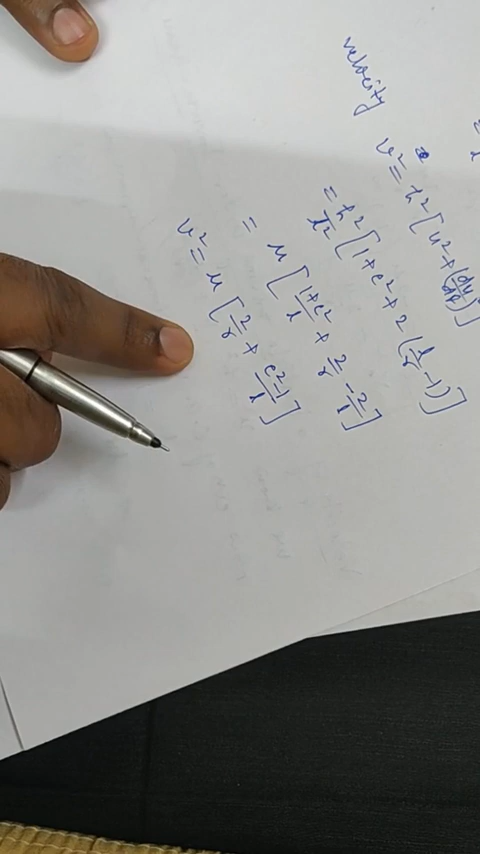 velocity
v² = h² [u² + (du/dθ)²]
= h²/l² [1+e² + 2 (l/r -1)]
= μ [1+e²/l + 2/r - 2/l]
v² = μ [2/r + e²-1/l]